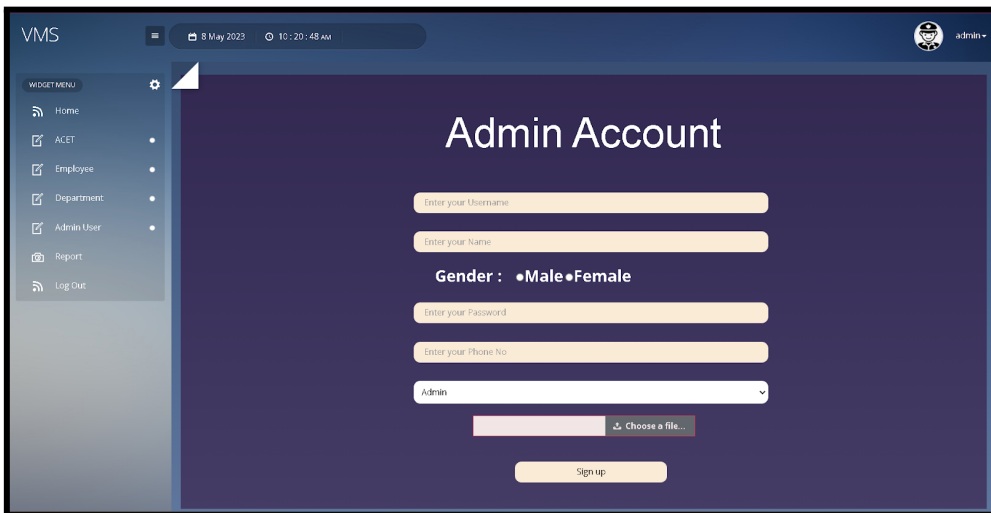 VMS
8 May 2023 10 : 20 : 48 AM
admin
WIDGET MENU
Home
ACET
Employee
Department
Admin User
Report
Log Out
Admin Account
Enter your Username
Enter your Name
Gender : Male Female
Enter your Password
Enter your Phone No
Admin
Choose a file...
Sign up